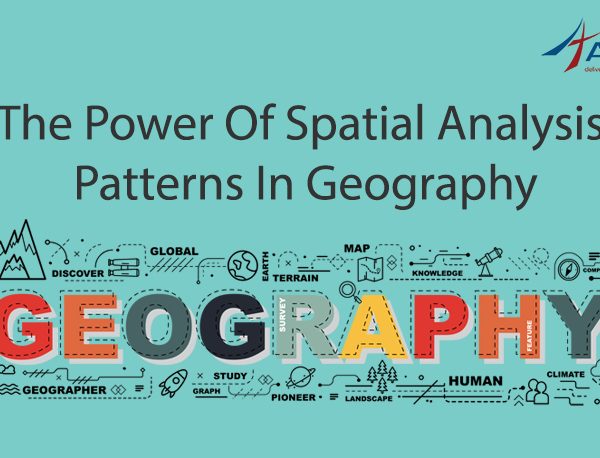 The Power Of Spatial Analysis
Patterns In Geography
GLOBAL
MAP
DISCOVER
EARTH
TERRAIN
KNOWLEDGE
GEOGRAPHY
SURVEY
FEATURE
GEOGRAPHER
STUDY
GRAPH
PIONEER
LANDSCAPE
HUMAN
CLIMATE